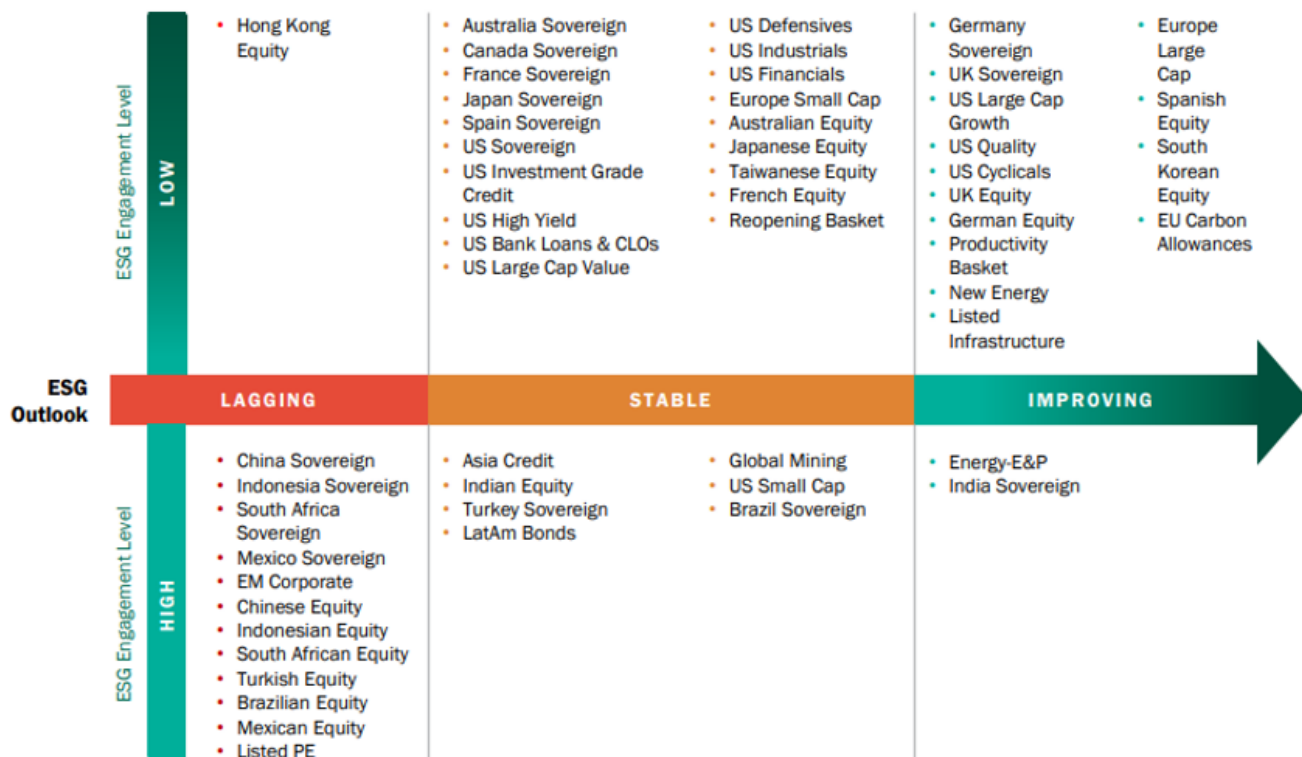 ESG Engagement Level
LOW
• Hong Kong
Equity
• Australia Sovereign
• Canada Sovereign
• France Sovereign
• Japan Sovereign
• Spain Sovereign
• US Sovereign
• US Investment Grade
Credit
• US High Yield
• US Bank Loans & CLOs
• US Large Cap Value
• US Defensives
• US Industrials
• US Financials
• Europe Small Cap
• Australian Equity
• Japanese Equity
• Taiwanese Equity
• French Equity
• Reopening Basket
• Germany
Sovereign
• UK Sovereign
• US Large Cap
Growth
• US Quality
• US Cyclicals
• UK Equity
• German Equity
• Productivity
Basket
• New Energy
• Listed
Infrastructure
• Europe
Large
Cap
• Spanish
Equity
• South
Korean
Equity
• EU Carbon
Allowances
ESG
Outlook
LAGGING
STABLE
IMPROVING
ESG Engagement Level
HIGH
• China Sovereign
• Indonesia Sovereign
• South Africa
Sovereign
• Mexico Sovereign
• EM Corporate
• Chinese Equity
• Indonesian Equity
• South African Equity
• Turkish Equity
• Brazilian Equity
• Mexican Equity
• Listed PE
• Asia Credit
• Indian Equity
• Turkey Sovereign
• LatAm Bonds
• Global Mining
• US Small Cap
• Brazil Sovereign
• Energy-E&P
• India Sovereign